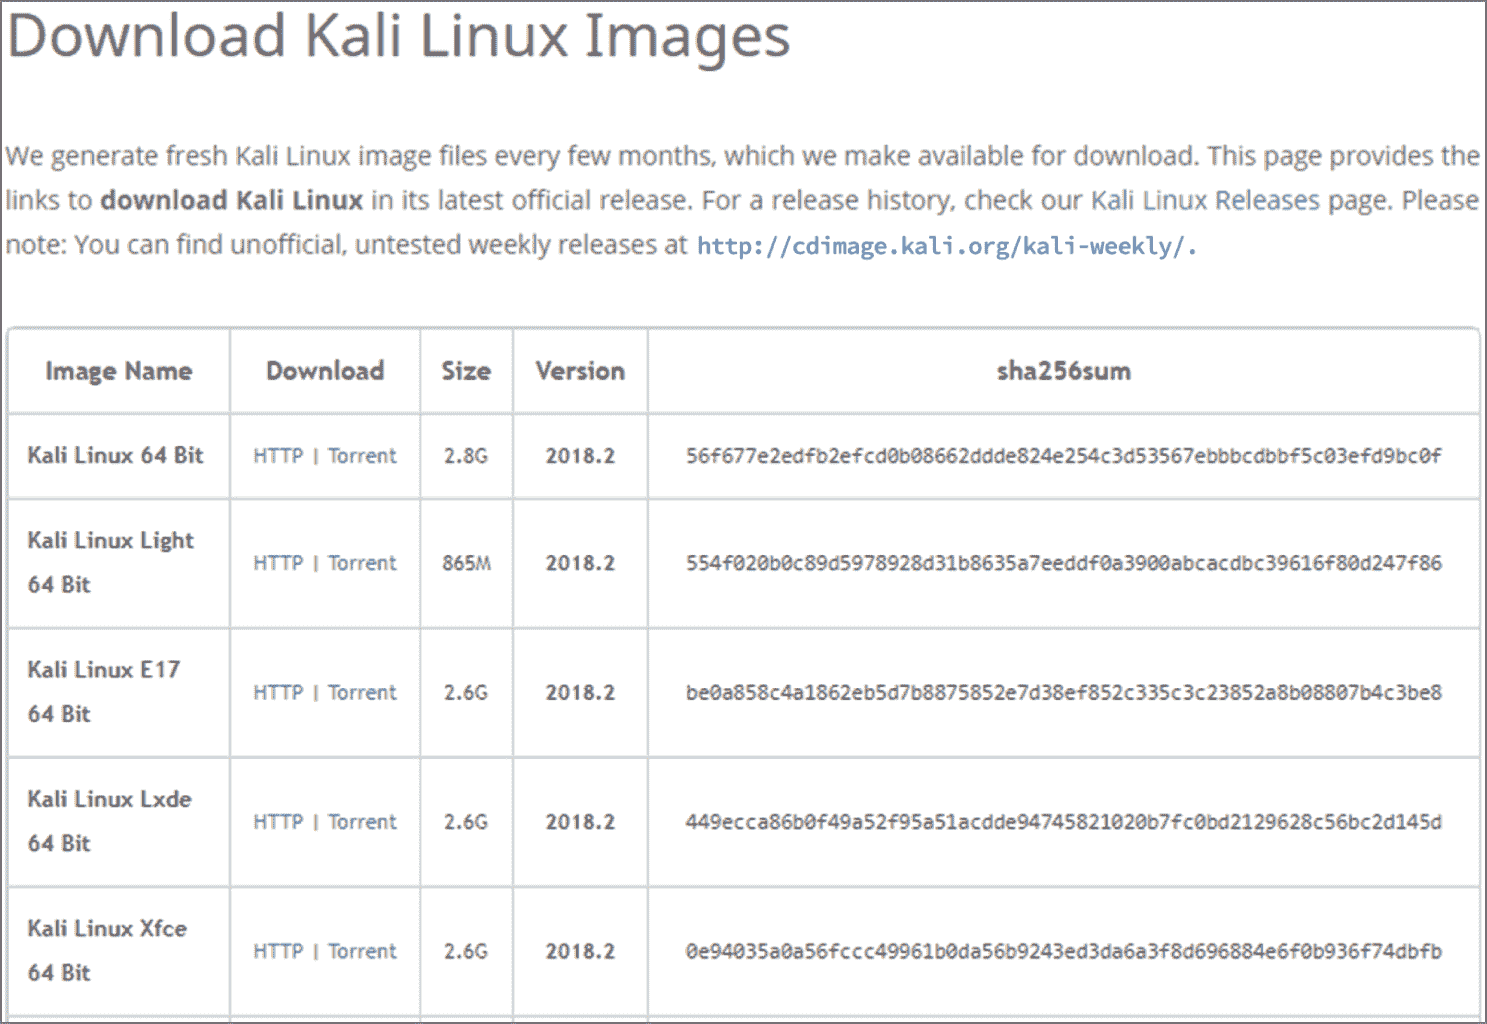 Download Kali Linux Images
We generate fresh Kali Linux image files every few months, which we make available for download. This page provides the
links to download Kali Linux in its latest official release. For a release history, check our Kali Linux Releases page. Please
note: You can find unofficial, untested weekly releases at http://cdimage.kali.org/kali-weekly/.
Image Name Download Size Version sha256sum
Kali Linux 64 Bit HTTP | Torrent 2.8G 2018.2 56f677e2edfb2efcd0b08662ddde824e254c3d53567ebbbcdbbf5c03efd9bc0f
Kali Linux Light
64 Bit
HTTP | Torrent 865M 2018.2 554f020b0c89d5978928d31b8635a7eeddf0a3900abcacdbc39616f80d247f86
Kali Linux E17
64 Bit
HTTP | Torrent 2.6G 2018.2 be0a858c4a1862eb5d7b8875852e7d38ef852c335c3c23852a8b08807b4c3be8
Kali Linux Lxde
64 Bit
HTTP | Torrent 2.6G 2018.2 449ecca86b0f49a52f95a51acdde94745821020b7fc0bd2129628c56bc2d145d
Kali Linux Xfce
64 Bit
HTTP | Torrent 2.6G 2018.2 0e94035a0a56fccc49961b0da56b9243ed3da6a3f8d696884e6f0b936f74dbfb